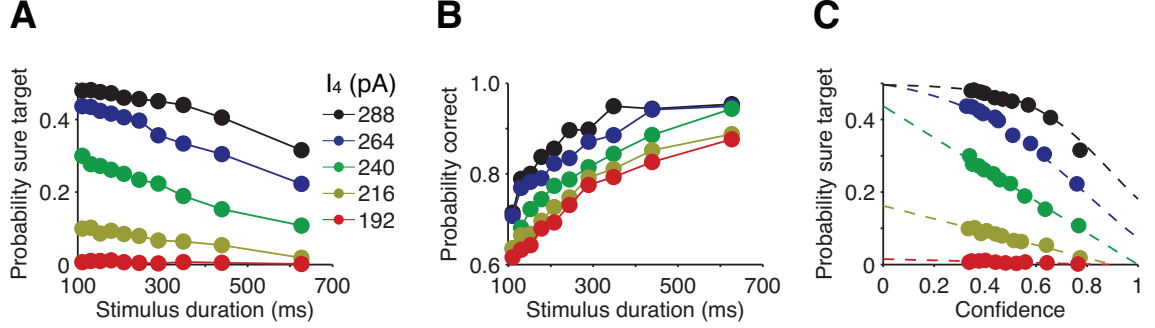 A
B
C
Probability sure target
0.4
0.2
0
100
300
500
700
Stimulus duration (ms)
I4 (pA)
288
264
240
216
192
Probability correct
1.0
0.8
0.6
100
300
500
700
Stimulus duration (ms)
Probability sure target
0.4
0.2
0
0
0.2
0.4
0.6
0.8
1
Confidence